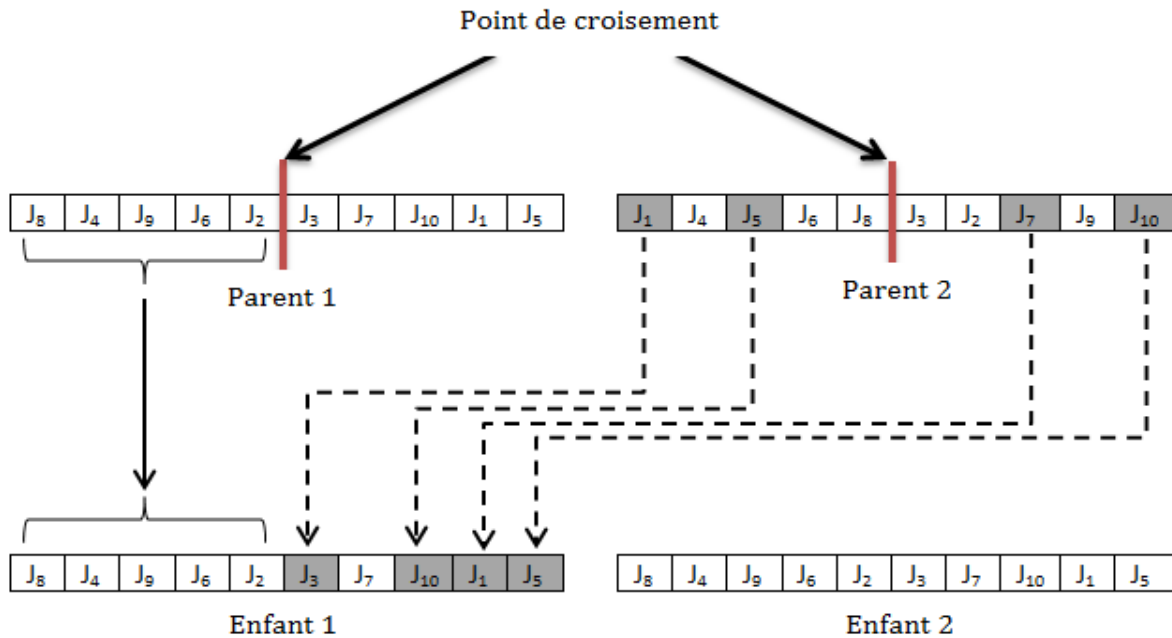 Point de croisement
J8 J4 J9 J6 J2 J3 J7 J10 J1 J5
J1 J4 J5 J6 J8 J3 J2 J7 J9 J10
Parent 1
Parent 2
J8 J4 J9 J6 J2 J3 J7 J10 J1 J5
J8 J4 J9 J6 J2 J3 J7 J10 J1 J5
Enfant 1
Enfant 2